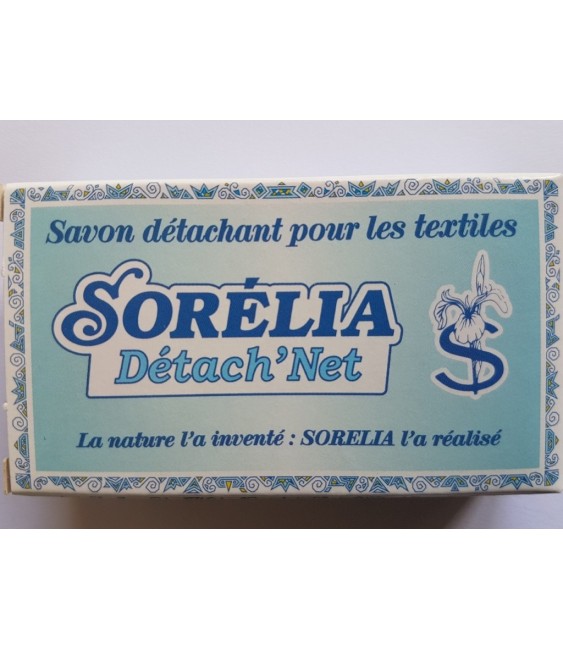 Savon détachant pour les textiles
SORÉLIA
Détach'Net
S
La nature l'a inventé : SORELIA l'a réalisé